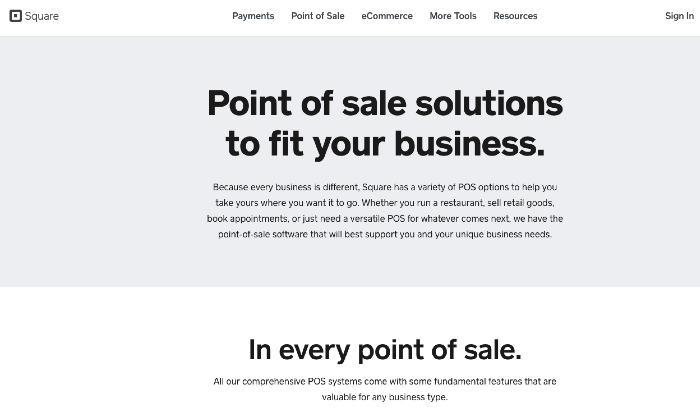 Square Payments Point of Sale eCommerce More Tools Resources Sign In
Point of sale solutions
to fit your business.
Because every business is different, Square has a variety of POS options to help you
take yours where you want it to go. Whether you run a restaurant, sell retail goods,
book appointments, or just need a versatile POS for whatever comes next, we have the
point-of-sale software that will best support you and your unique business needs.
In every point of sale.
All our comprehensive POS systems come with some fundamental features that are
valuable for any business type.